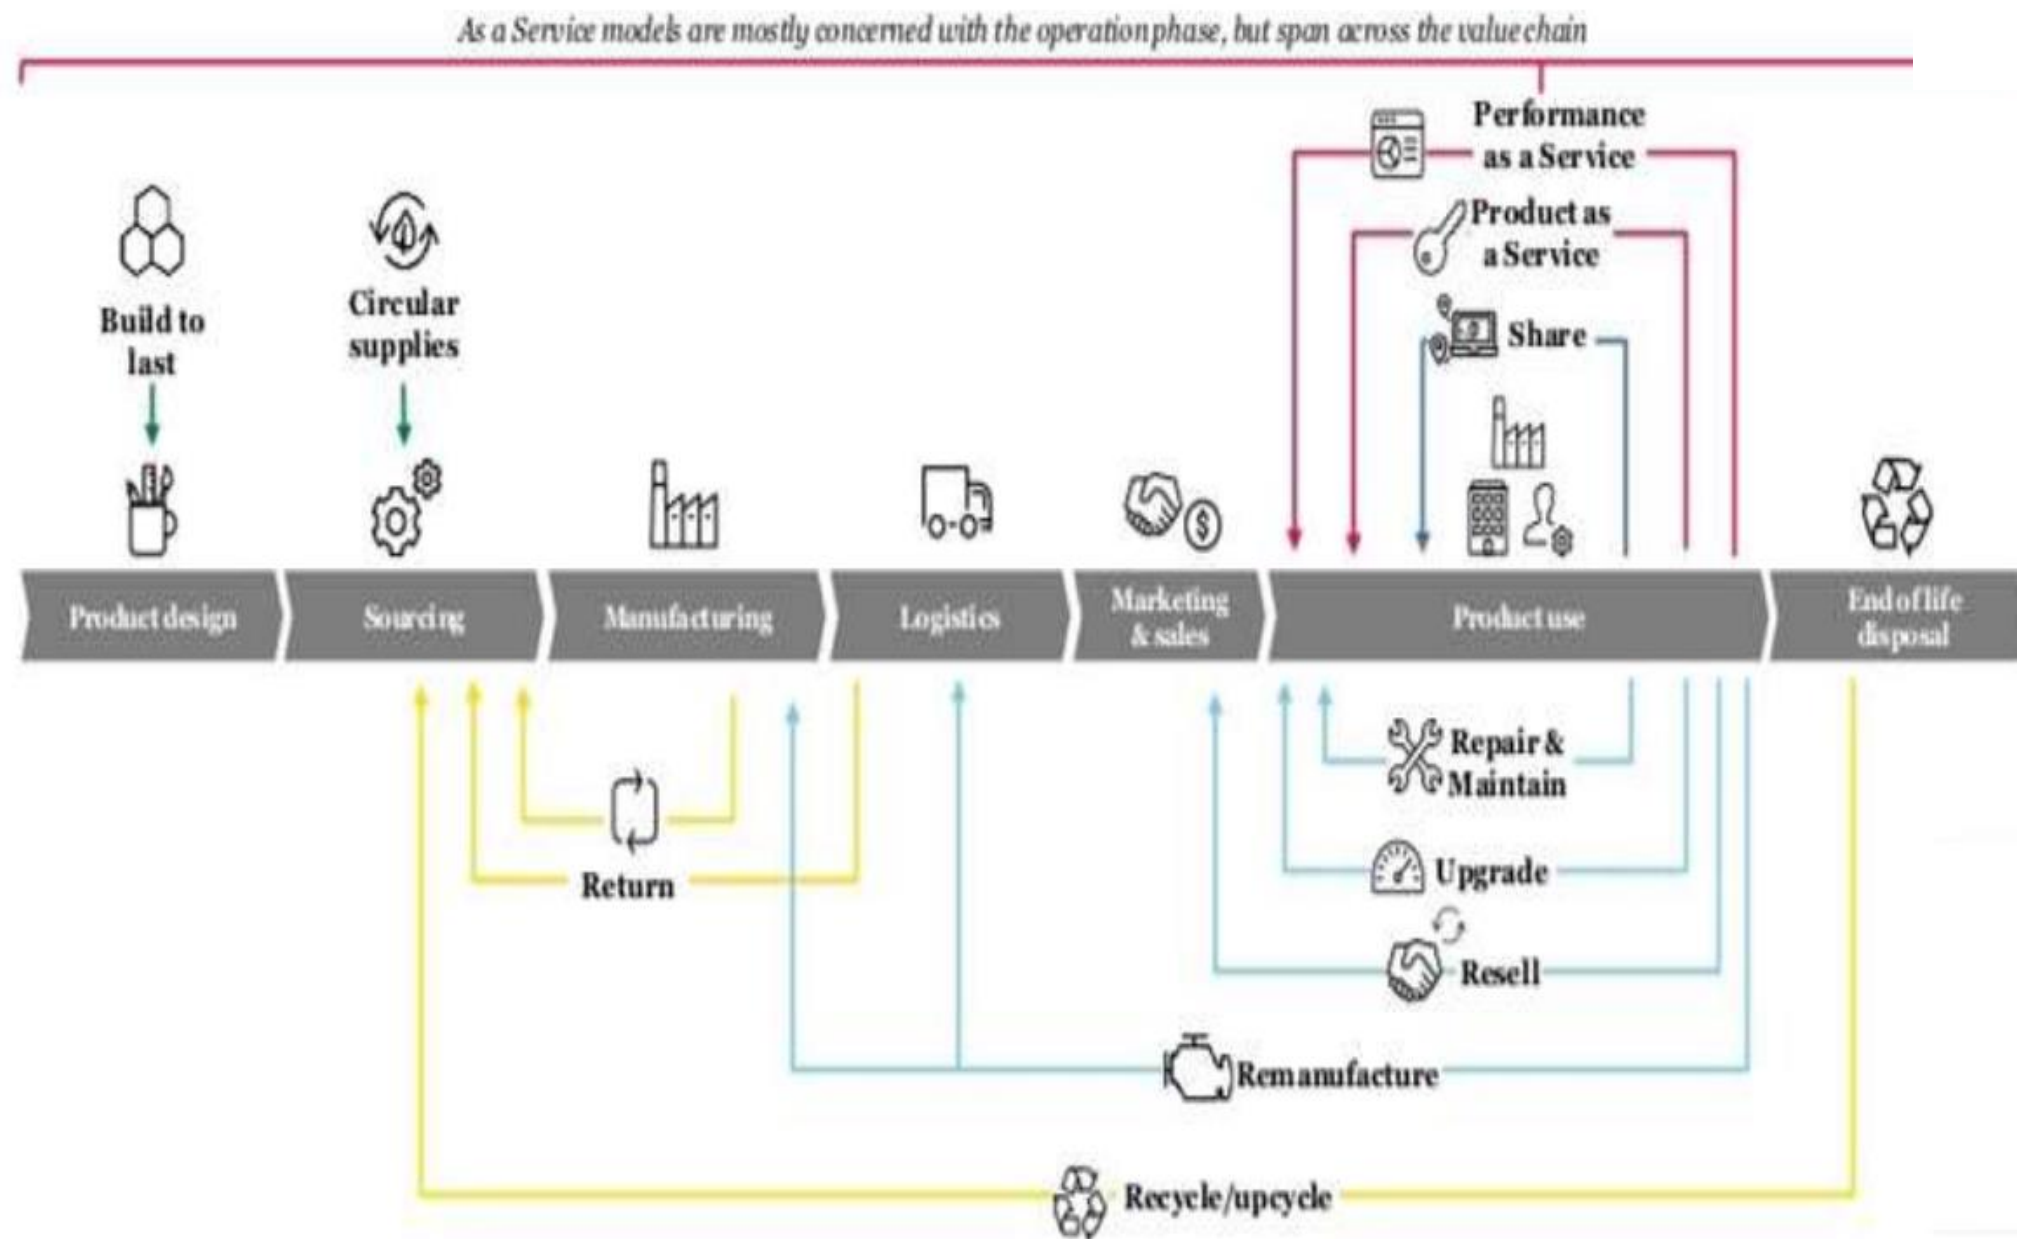 As a Service models are mostly concerned with the operation phase, but span across the value chain
Performance
as a Service
Product as
a Service
Share
Build to
last
Circular
supplies
Product design
Sourcing
Manufacturing
Logistics
Marketing
& sales
Product use
End of life
disposal
Repair &
Maintain
Return
Upgrade
Resell
Remanufacture
Recycle/upcycle